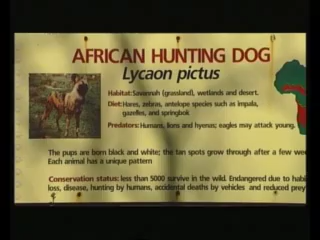 AFRICAN HUNTING DOG
Lycaon pictus
Habitat:Savannah (grassland), wetlands and desert.
Diet:Hares, zebras, antelope species such as impala,
gazelles, and springbok
Predators:Humans, lions and hyenas; eagles may attack young.
The pups are born black and white; the tan spots grow through after a few wee
Each animal has a unique pattern
Conservation status: less than 5000 survive in the wild. Endangered due to hab
loss, disease, hunting by humans, accidental deaths by vehicles and reduced prey